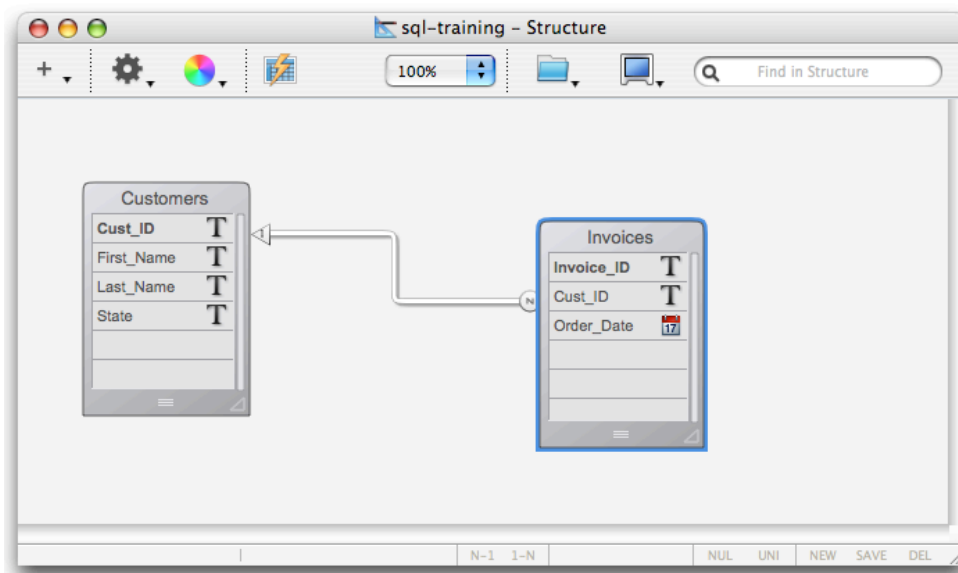 sql-training – Structure
+
100%
Find in Structure
Customers
Cust_ID T
First_Name T
Last_Name T
State T
1
N
Invoices
Invoice_ID T
Cust_ID T
Order_Date 17
N-1 1-N
NUL UNI NEW SAVE DEL